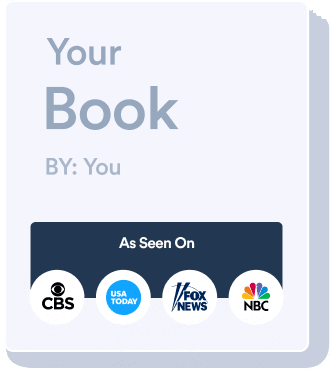 Your
Book
BY: You
As Seen On
CBS
USA
TODAY
FOX
NEWS
NBC